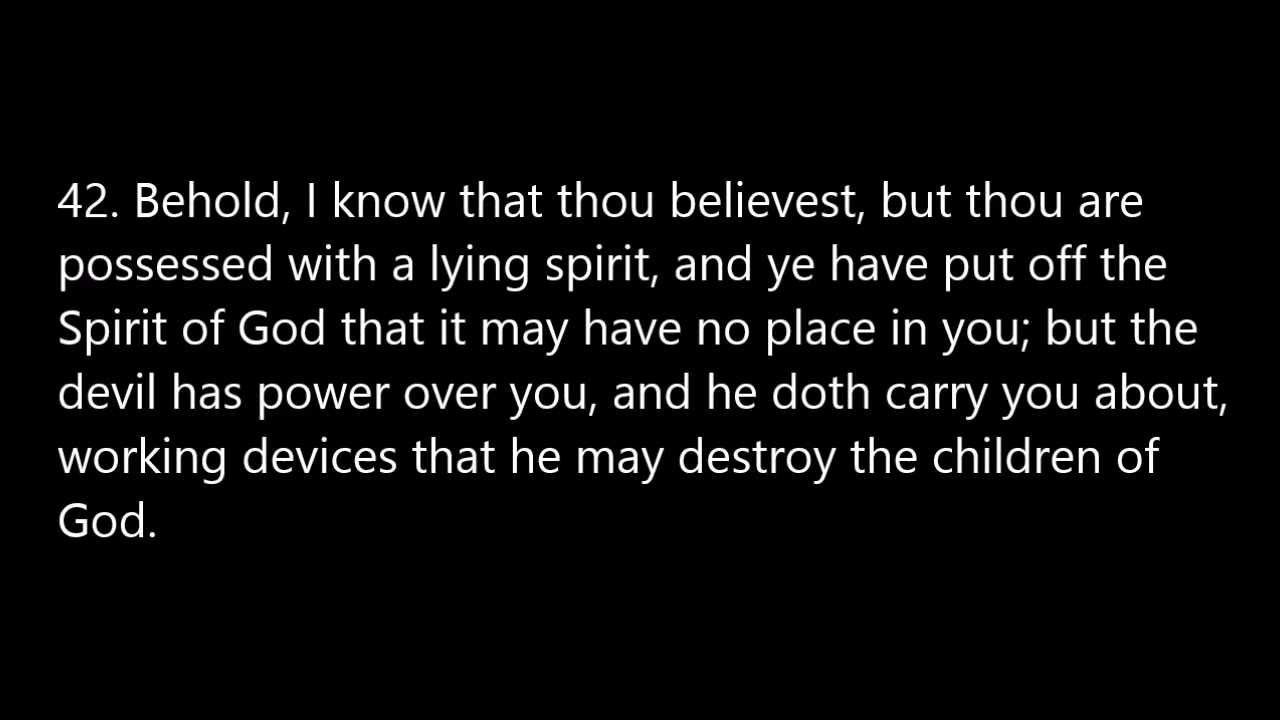 42. Behold, I know that thou believest, but thou are
possessed with a lying spirit, and ye have put off the
Spirit of God that it may have no place in you; but the
devil has power over you, and he doth carry you about,
working devices that he may destroy the children of
God.